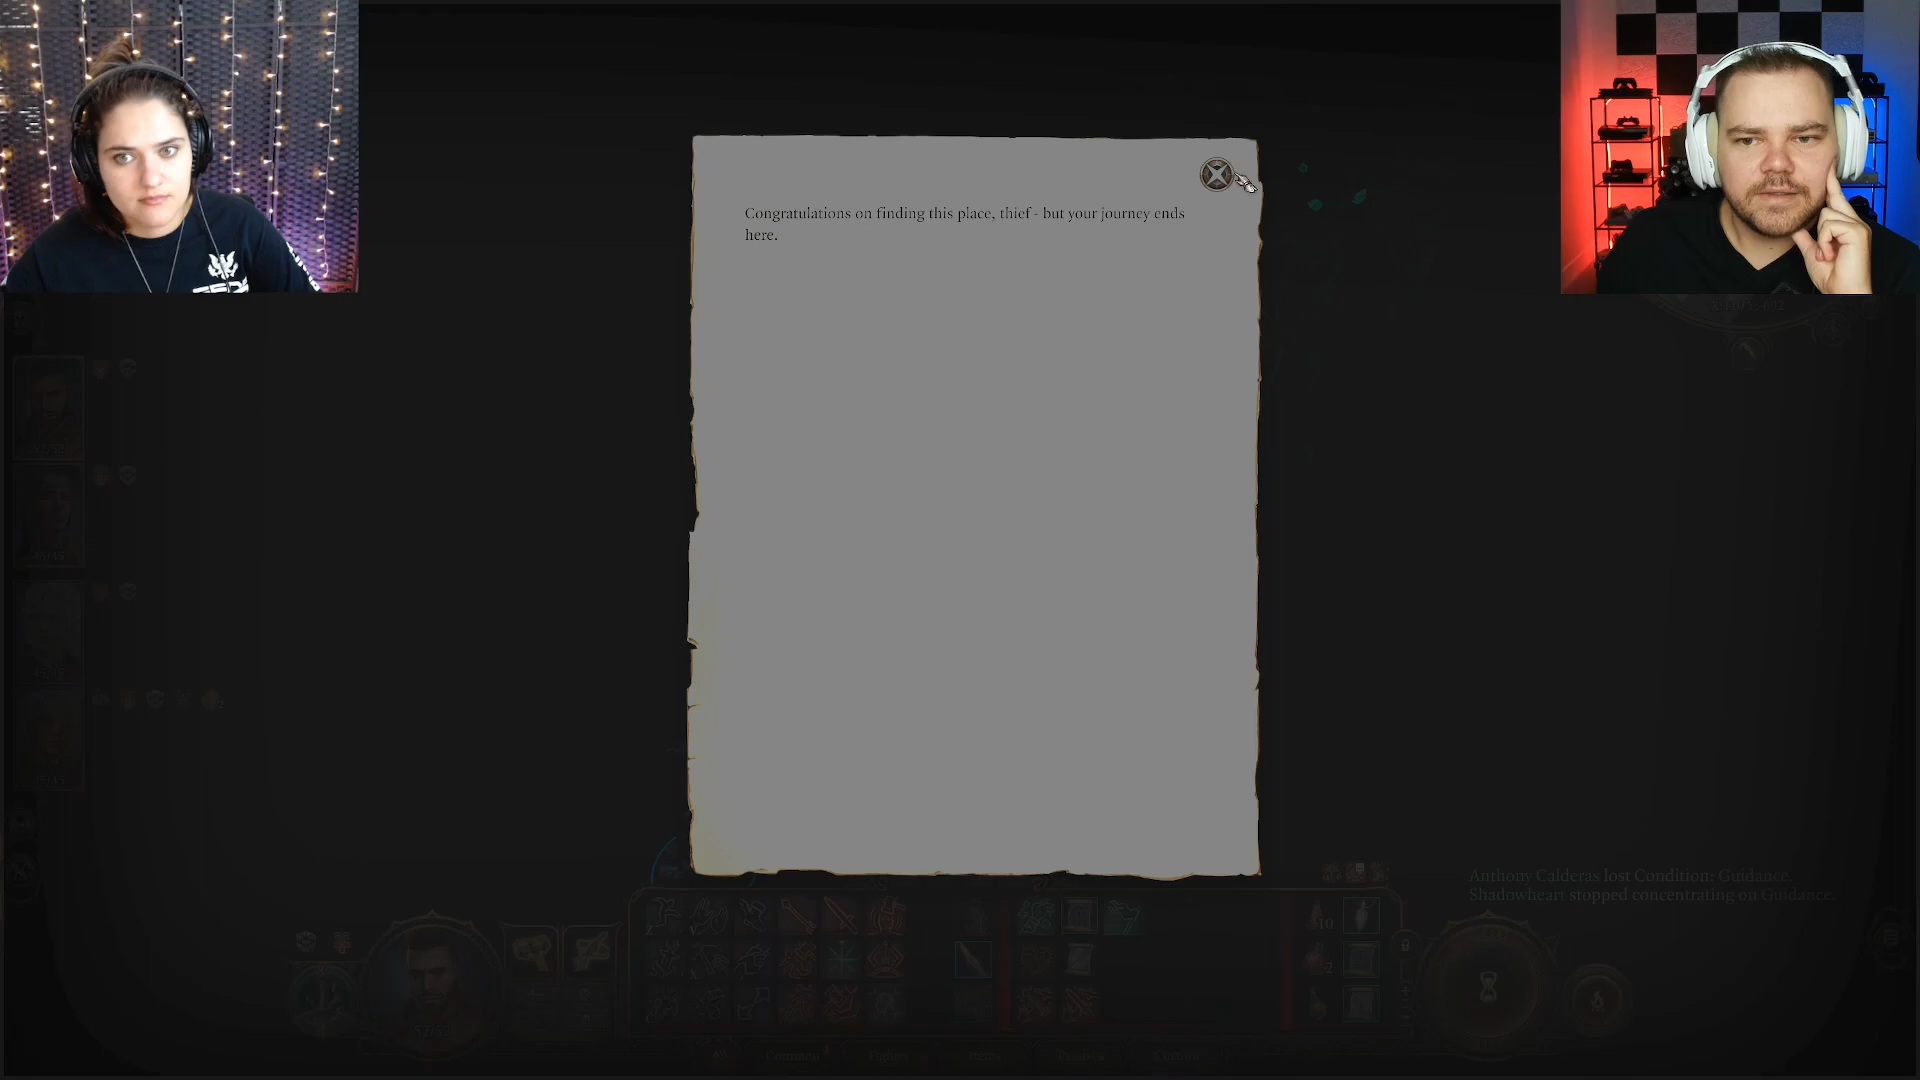 Congratulations on finding this place, thief - but your journey ends
here.
Anthony Calderas lost Condition: Guidance.
Shadowheart stopped concentrating on Guidance.